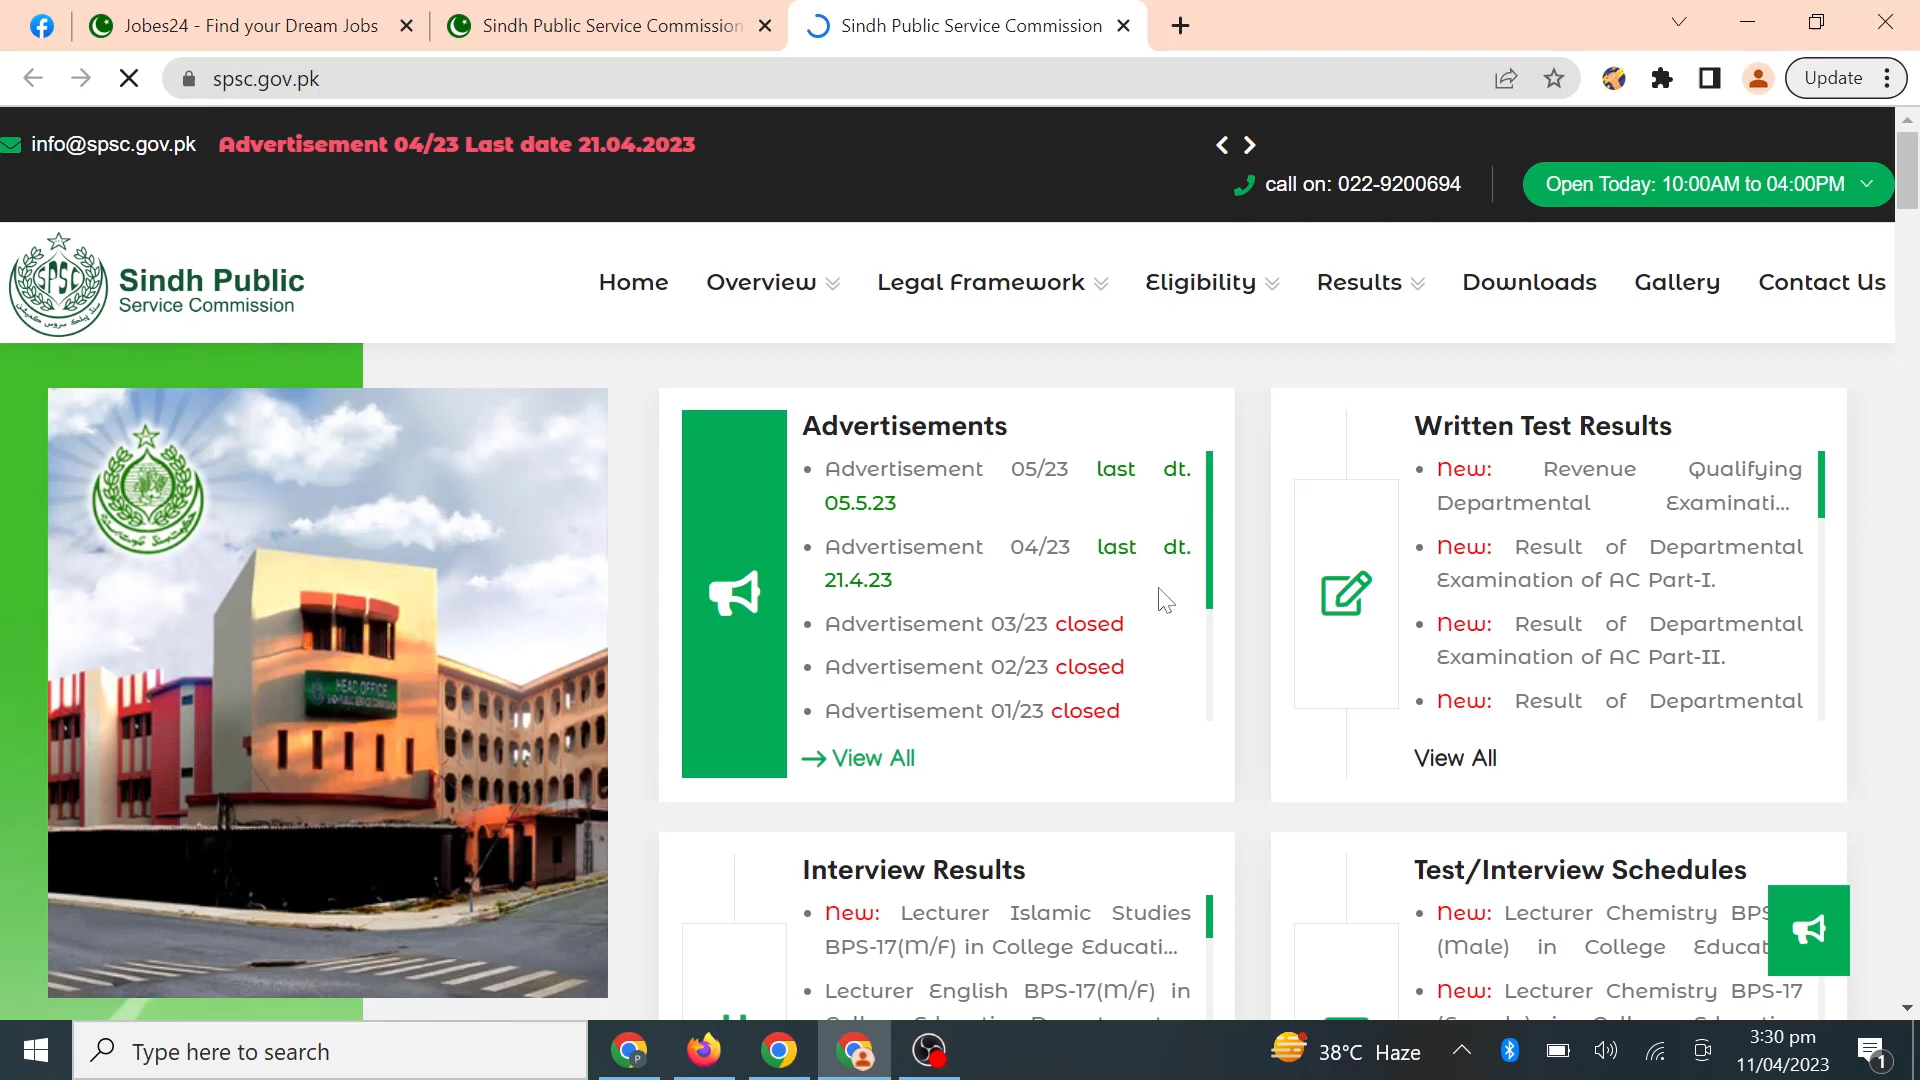 Jobes24 - Find your Dream Jobs
Sindh Public Service Commission
Sindh Public Service Commission
spsc.gov.pk
Update
info@spsc.gov.pk
Advertisement 04/23 Last date 21.04.2023
call on: 022-9200694
Open Today: 10:00AM to 04:00PM
SPSC
Sindh Public
Service Commission
Home
Overview
Legal Framework
Eligibility
Results
Downloads
Gallery
Contact Us
HEAD OFFICE
SINDH PUBLIC SERVICE COMMISSION
Advertisements
Advertisement 05/23 last dt.
05.5.23
Advertisement 04/23 last dt.
21.4.23
Advertisement 03/23 closed
Advertisement 02/23 closed
Advertisement 01/23 closed
View All
Written Test Results
New: Revenue Qualifying
Departmental Examinati...
New: Result of Departmental
Examination of AC Part-I.
New: Result of Departmental
Examination of AC Part-II.
New: Result of Departmental
View All
Interview Results
New: Lecturer Islamic Studies
BPS-17(M/F) in College Educati...
Lecturer English BPS-17(M/F) in
Test/Interview Schedules
New: Lecturer Chemistry BPS
(Male) in College Educat
New: Lecturer Chemistry BPS-17
Type here to search
P
38°C Haze
3:30 pm
11/04/2023
1